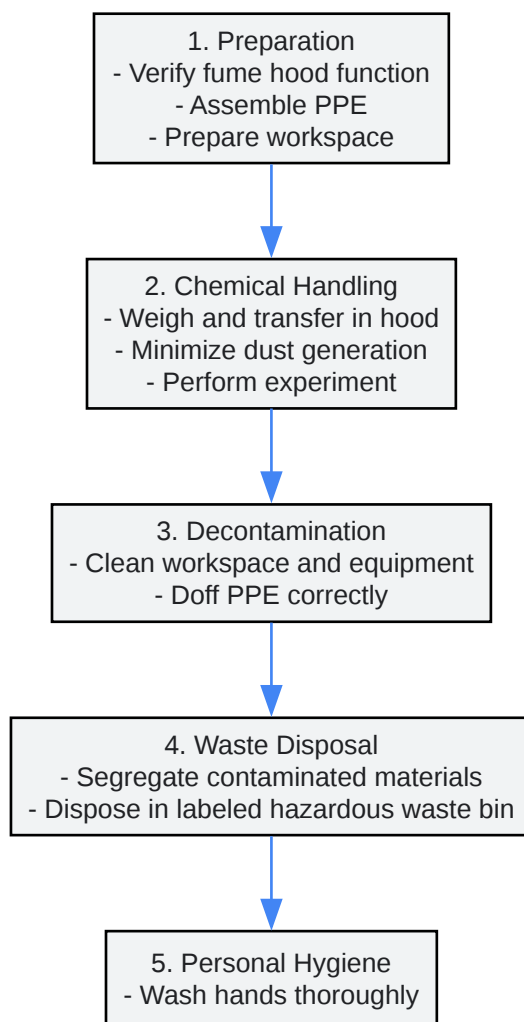 1. Preparation
- Verify fume hood function
- Assemble PPE
- Prepare workspace
2. Chemical Handling
- Weigh and transfer in hood
- Minimize dust generation
- Perform experiment
3. Decontamination
- Clean workspace and equipment
- Doff PPE correctly
4. Waste Disposal
- Segregate contaminated materials
- Dispose in labeled hazardous waste bin
5. Personal Hygiene
- Wash hands thoroughly